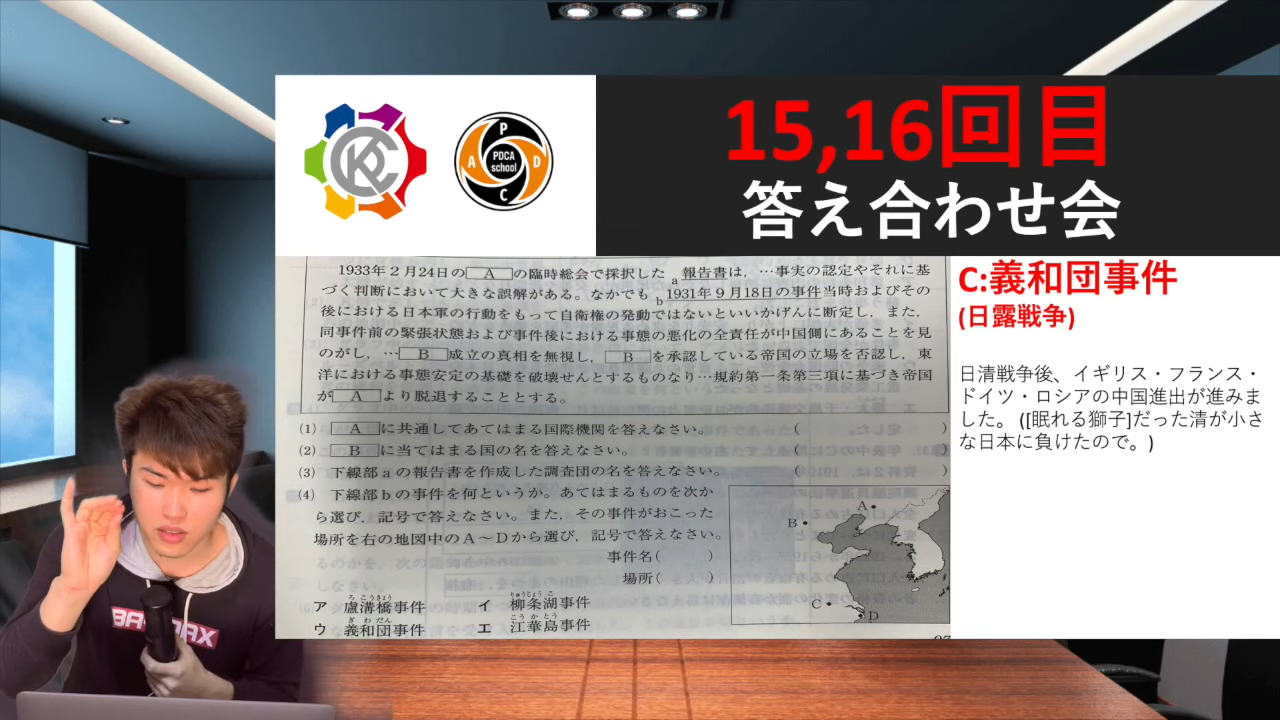 15,16回目
答え合わせ会
P
A
PDCA
D
school
C
KC
1933年2月24日の A の臨時総会で採択した a報告書は，…事実の認定やそれに基
づく判断において大きな誤解がある。なかでも b1931年9月18日の事件当時およびその
後における日本軍の行動をもって自衛権の発動ではないといいかげんに断定し，また，
同事件前の緊張状態および事件後における事態の悪化の全責任が中国側にあることを見
のがし，… B 成立の真相を無視し， B を承認している帝国の立場を否認し，東
洋における事態安定の基礎を破壊せんとするものなり…規約第一条第三項に基づき帝国
が A より脱退することとする。
(1) A に共通してあてはまる国際機関を答えなさい。 ( )
(2) B に当てはまる国の名を答えなさい。 ( )
(3) 下線部aの報告書を作成した調査団の名を答えなさい。 ( )
(4) 下線部bの事件を何というか。あてはまるものを次か
ら選び，記号で答えなさい。また，その事件がおこった
場所を右の地図中のA～Dから選び，記号で答えなさい。
事件名( )
場所( )
ア 盧溝橋事件 イ 柳条湖事件
ろこうきょう りゅうじょうこ
ウ 義和団事件 エ 江華島事件
ぎわだん こうかとう
A
B
C
D
C:義和団事件
(日露戦争)
日清戦争後、イギリス・フランス・
ドイツ・ロシアの中国進出が進みま
した。([眠れる獅子]だった清が小さ
な日本に負けたので。)